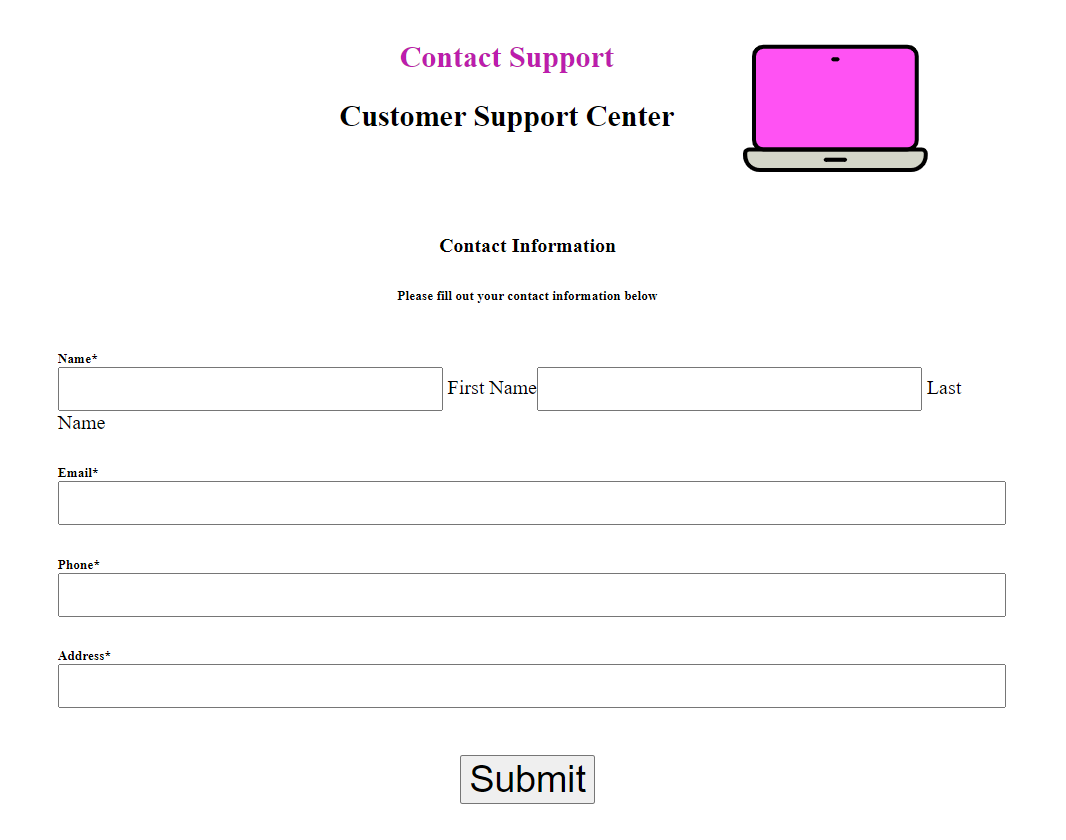 Contact Support
Customer Support Center
Contact Information
Please fill out your contact information below
Name*
First Name Last
Name
Email*
Phone*
Address*
Submit